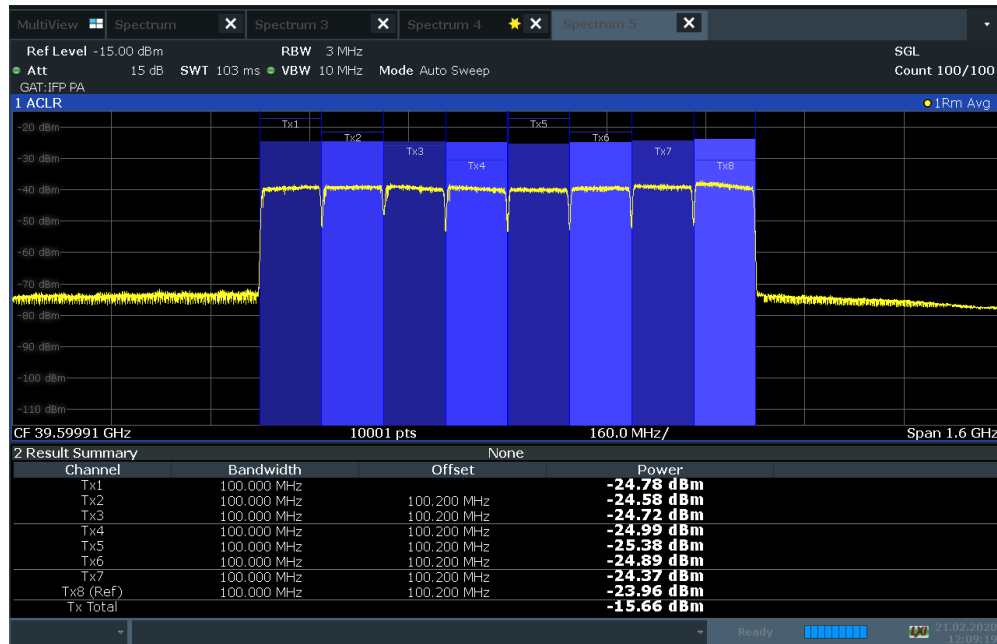 MultiView Spectrum X Spectrum 3 X Spectrum 4 X Spectrum 5 X
Ref Level -15.00 dBm RBW 3 MHz SGL
Att 15 dB SWT 103 ms VBW 10 MHz Mode Auto Sweep Count 100/100
GAT:IFP PA
1 ACLR 1Rm Avg
Tx1 Tx5
-20 dBm
Tx2 Tx6
Tx3 Tx7
-30 dBm
Tx4 Tx8
-40 dBm
-50 dBm
-60 dBm
-70 dBm
-80 dBm
-90 dBm
-100 dBm
-110 dBm
CF 39.59991 GHz 10001 pts 160.0 MHz/ Span 1.6 GHz
2 Result Summary None
Channel Bandwidth Offset Power
Tx1 100.000 MHz -24.78 dBm
Tx2 100.000 MHz 100.200 MHz -24.58 dBm
Tx3 100.000 MHz 100.200 MHz -24.72 dBm
Tx4 100.000 MHz 100.200 MHz -24.99 dBm
Tx5 100.000 MHz 100.200 MHz -25.38 dBm
Tx6 100.000 MHz 100.200 MHz -24.89 dBm
Tx7 100.000 MHz 100.200 MHz -24.37 dBm
Tx8 (Ref) 100.000 MHz 100.200 MHz -23.96 dBm
Tx Total -15.66 dBm
Ready LXI 21.02.2020
12:09:19